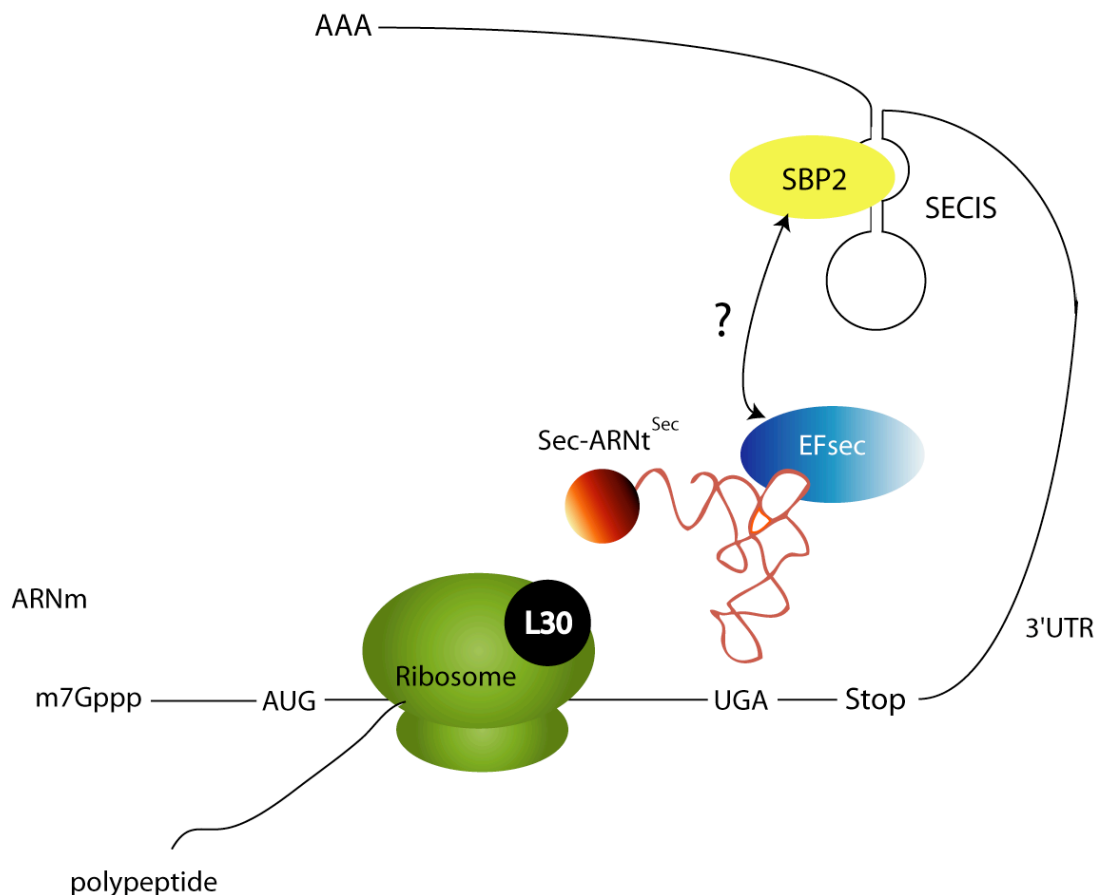 AAA
SBP2
SECIS
?
Sec-ARNt^Sec
EFsec
ARNm
L30
3'UTR
Ribosome
m7Gppp AUG UGA Stop
polypeptide